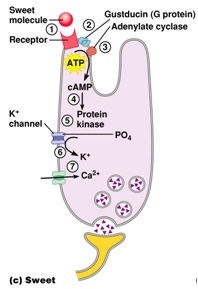 Sweet
molecule
①
Receptor
②
Gustducin (G protein)
Adenylate cyclase
③
ATP
cAMP
④
Protein
kinase
⑤
K+
channel
PO4
⑥
K+
⑦
Ca2+
(c) Sweet